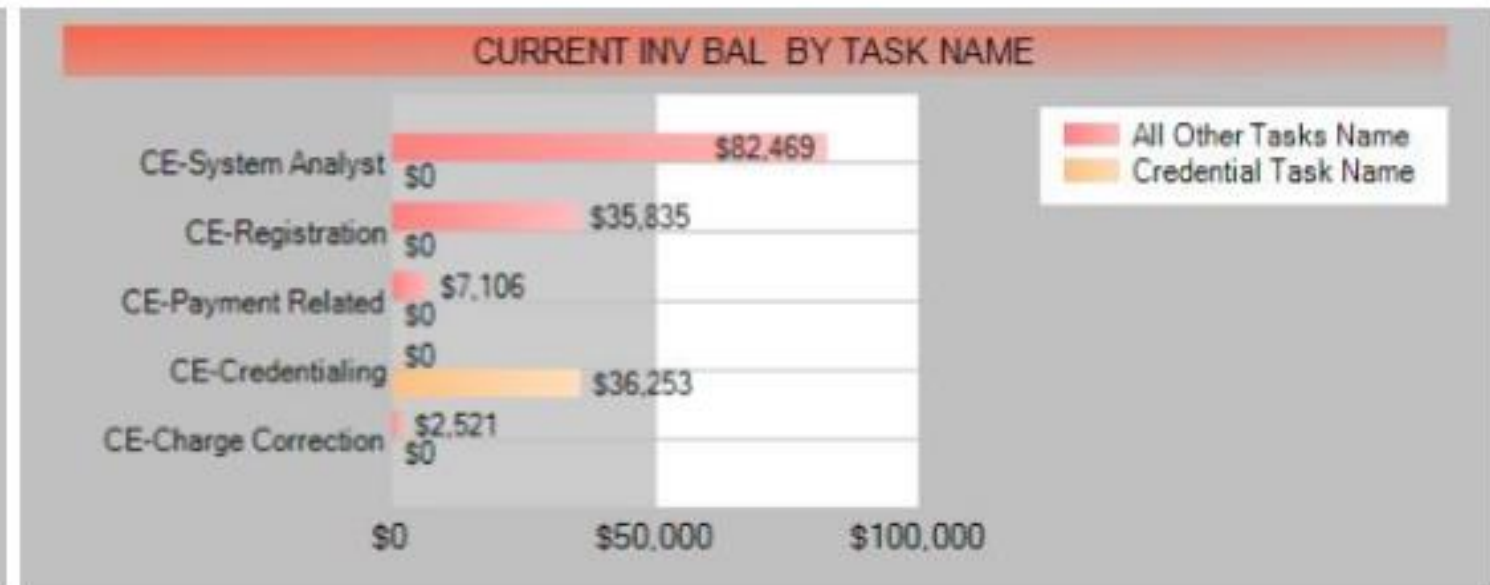 CURRENT INV BAL BY TASK NAME
All Other Tasks Name
Credential Task Name
CE-System Analyst
$82,469
$0
CE-Registration
$35,835
$0
CE-Payment Related
$7,106
$0
CE-Credentialing
$0
$36,253
CE-Charge Correction
$2,521
$0
$0 $50,000 $100,000